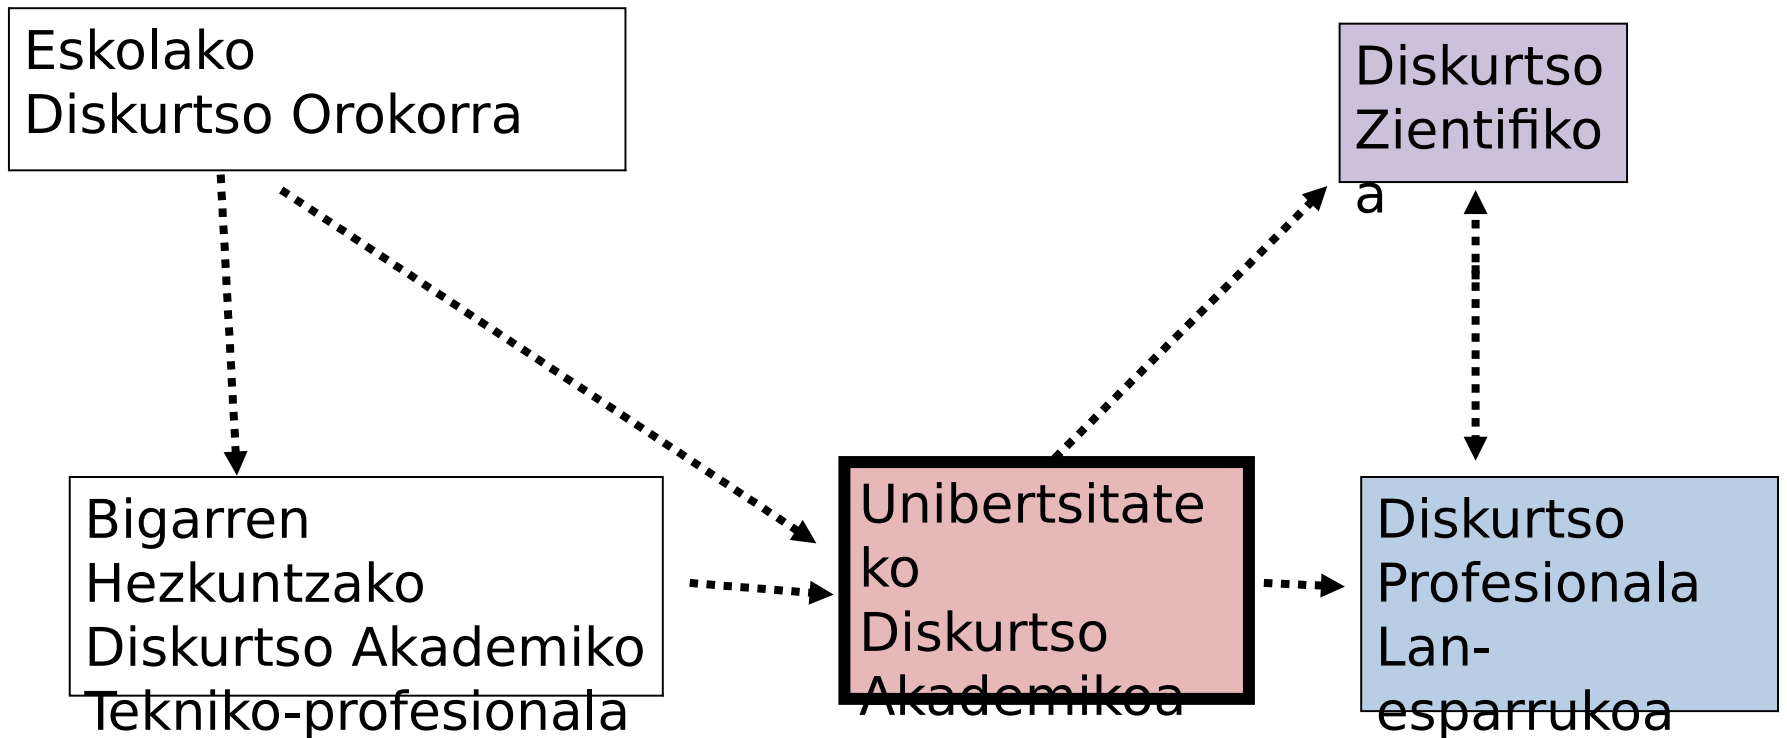 Eskolako
Diskurtso Orokorra
Diskurtso
Zientifiko
a
Bigarren
Hezkuntzako
Diskurtso Akademiko
Tekniko-profesionala
Unibertsitate
ko
Diskurtso
Akademikoa
Diskurtso
Profesionala
Lan-
esparrukoa